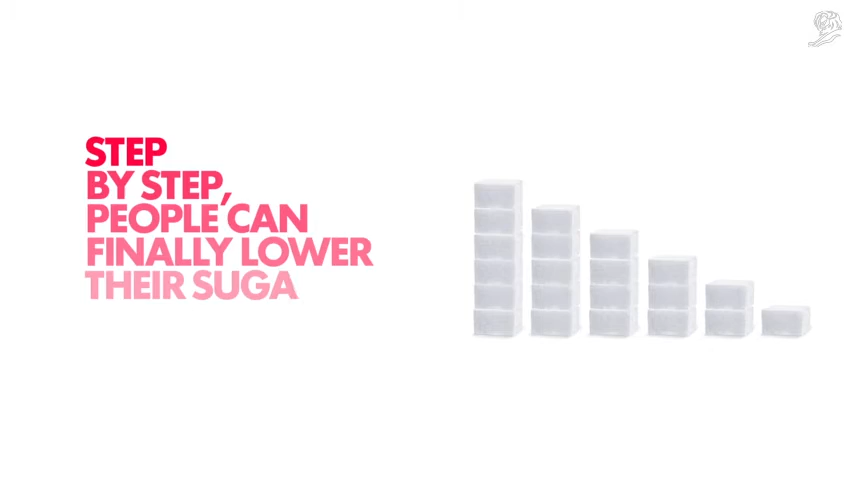 STEP
BY STEP,
PEOPLE CAN
FINALLY LOWER
THEIR SUGA